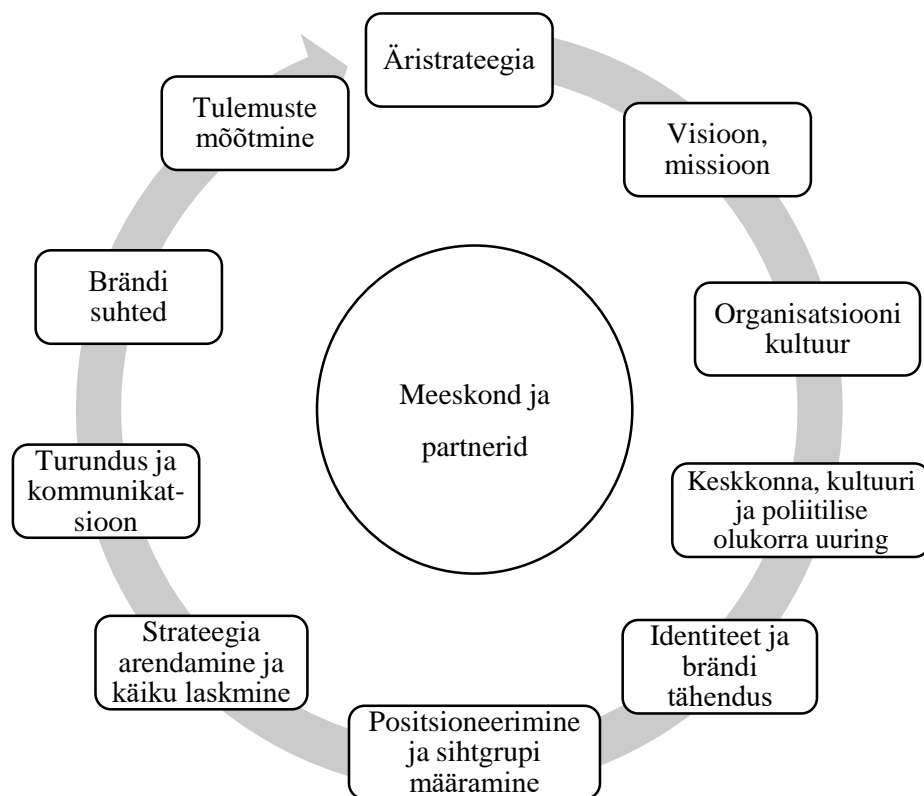 Äristrateegia
Visioon,
missioon
Organisatsiooni
kultuur
Keskkonna, kultuuri
ja poliitilise
olukorra uuring
Identiteet ja
brändi
tähendus
Positsioneerimine
ja sihtgrupi
määramine
Strateegia
arendamine ja
käiku laskmine
Turundus ja
kommunikat-
sioon
Brändi
suhted
Tulemuste
mõõtmine
Meeskond ja
partnerid